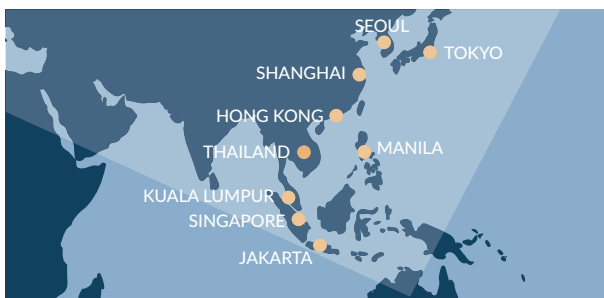 SEOUL
TOKYO
SHANGHAI
HONG KONG
THAILAND
MANILA
KUALA LUMPUR
SINGAPORE
JAKARTA